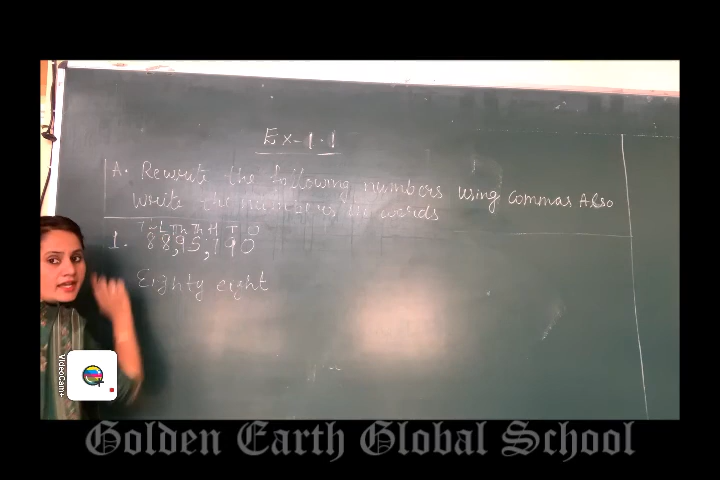 Ex-1.1
A. Rewrite the following numbers using commas Also
write the numbers in words
TL L TTh Th H T O
1. 88,95,790
Eighty eight
VideoCam+
Golden Earth Global School